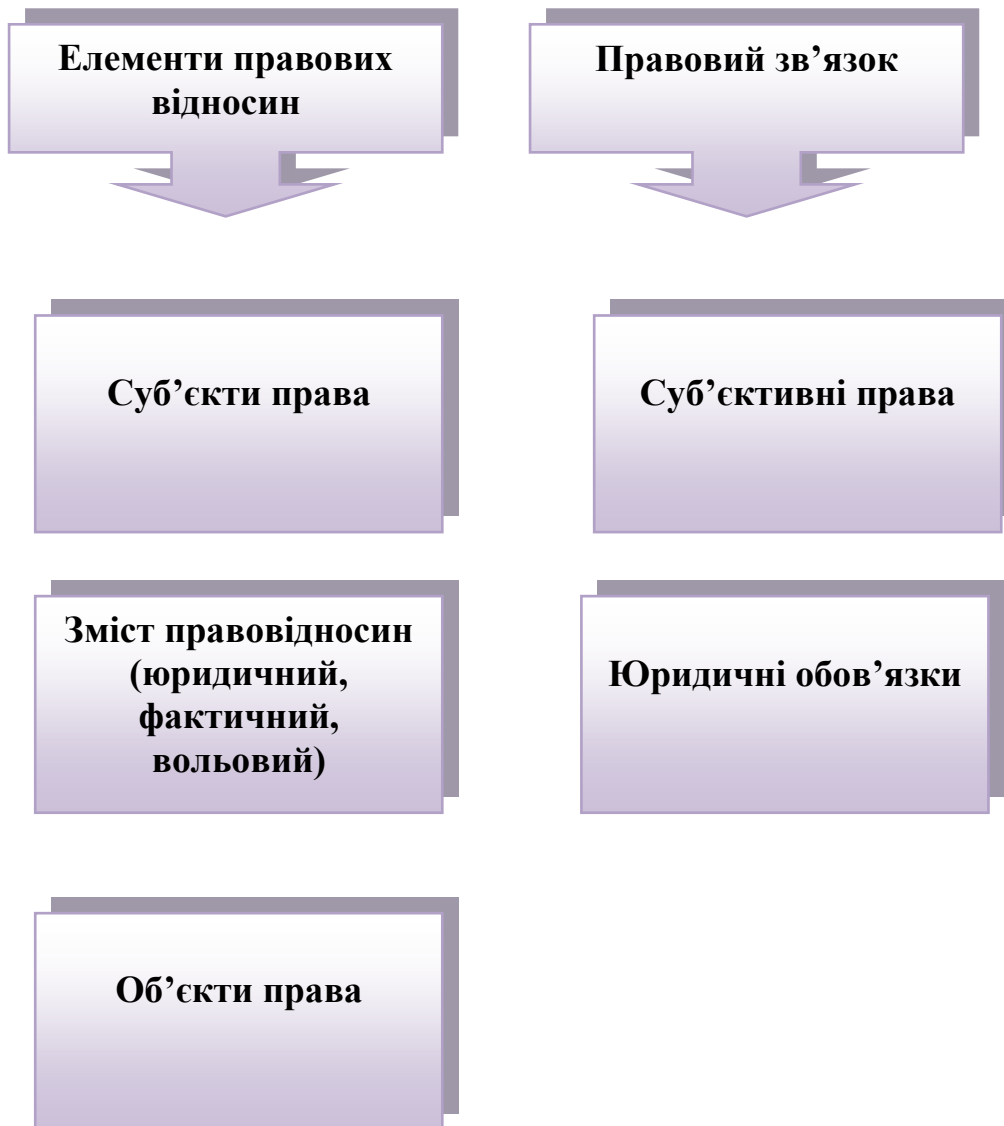 Елементи правових
відносин
Правовий зв’язок
Суб’єкти права
Суб’єктивні права
Зміст правовідносин
(юридичний,
фактичний,
вольовий)
Юридичні обов’язки
Об’єкти права